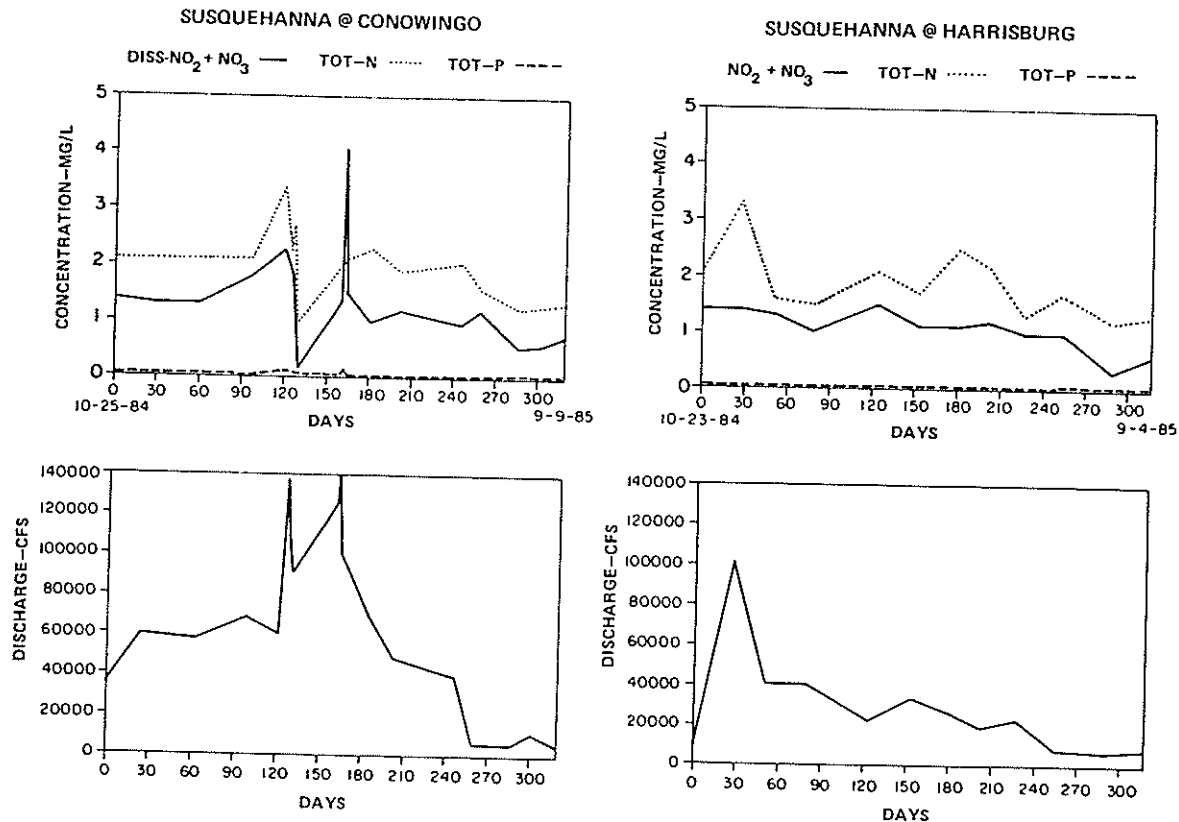 SUSQUEHANNA @ CONOWINGO
DISS-NO₂ + NO₃ TOT-N TOT-P
CONCENTRATION-MG/L
5
4
3
2
1
0
0 30 60 90 120 150 180 210 240 270 300
10-25-84 DAYS 9-9-85
SUSQUEHANNA @ HARRISBURG
NO₂ + NO₃ TOT-N TOT-P
CONCENTRATION-MG/L
5
4
3
2
1
0
0 30 60 90 120 150 180 210 240 270 300
10-23-84 DAYS 9-4-85
DISCHARGE-CFS
140000
120000
100000
80000
60000
40000
20000
0
0 30 60 90 120 150 180 210 240 270 300
DAYS
DISCHARGE-CFS
140000
120000
100000
80000
60000
40000
20000
0
0 30 60 90 120 150 180 210 240 270 300
DAYS